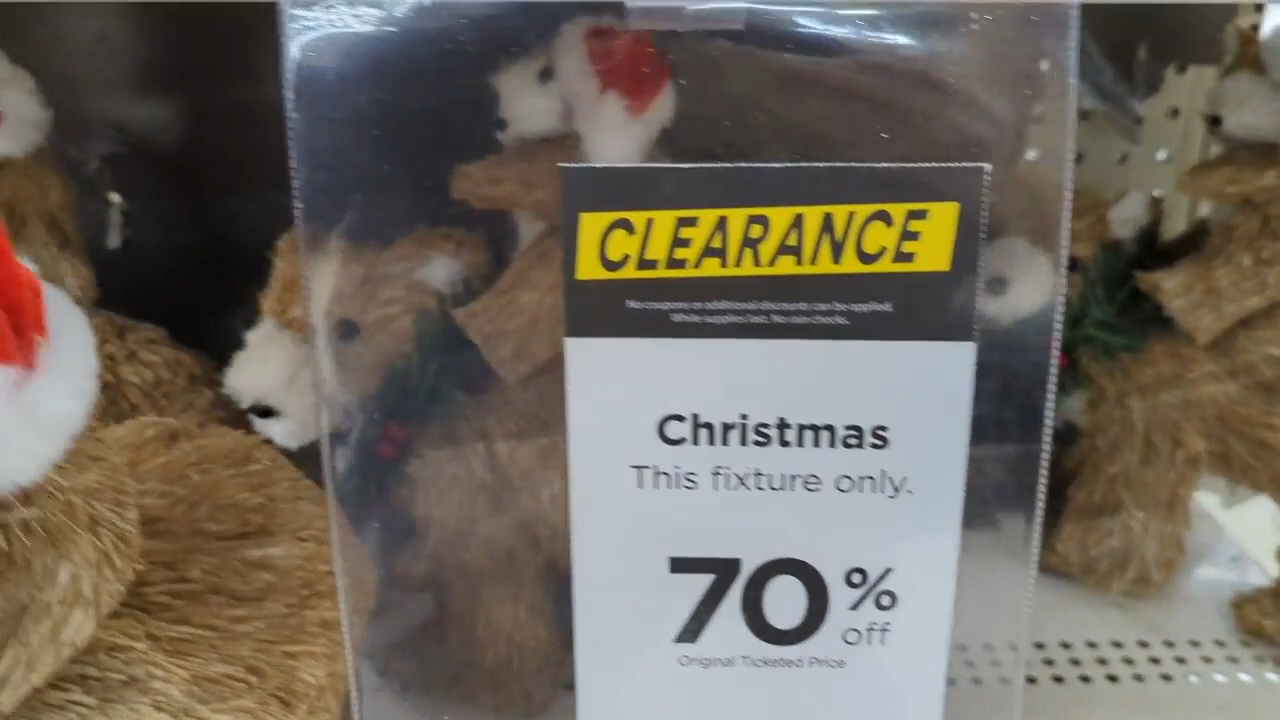 CLEARANCE
No coupons or additional discounts can be applied.
While supplies last. No rain checks.
Christmas
This fixture only.
70%
off
Original Ticketed Price